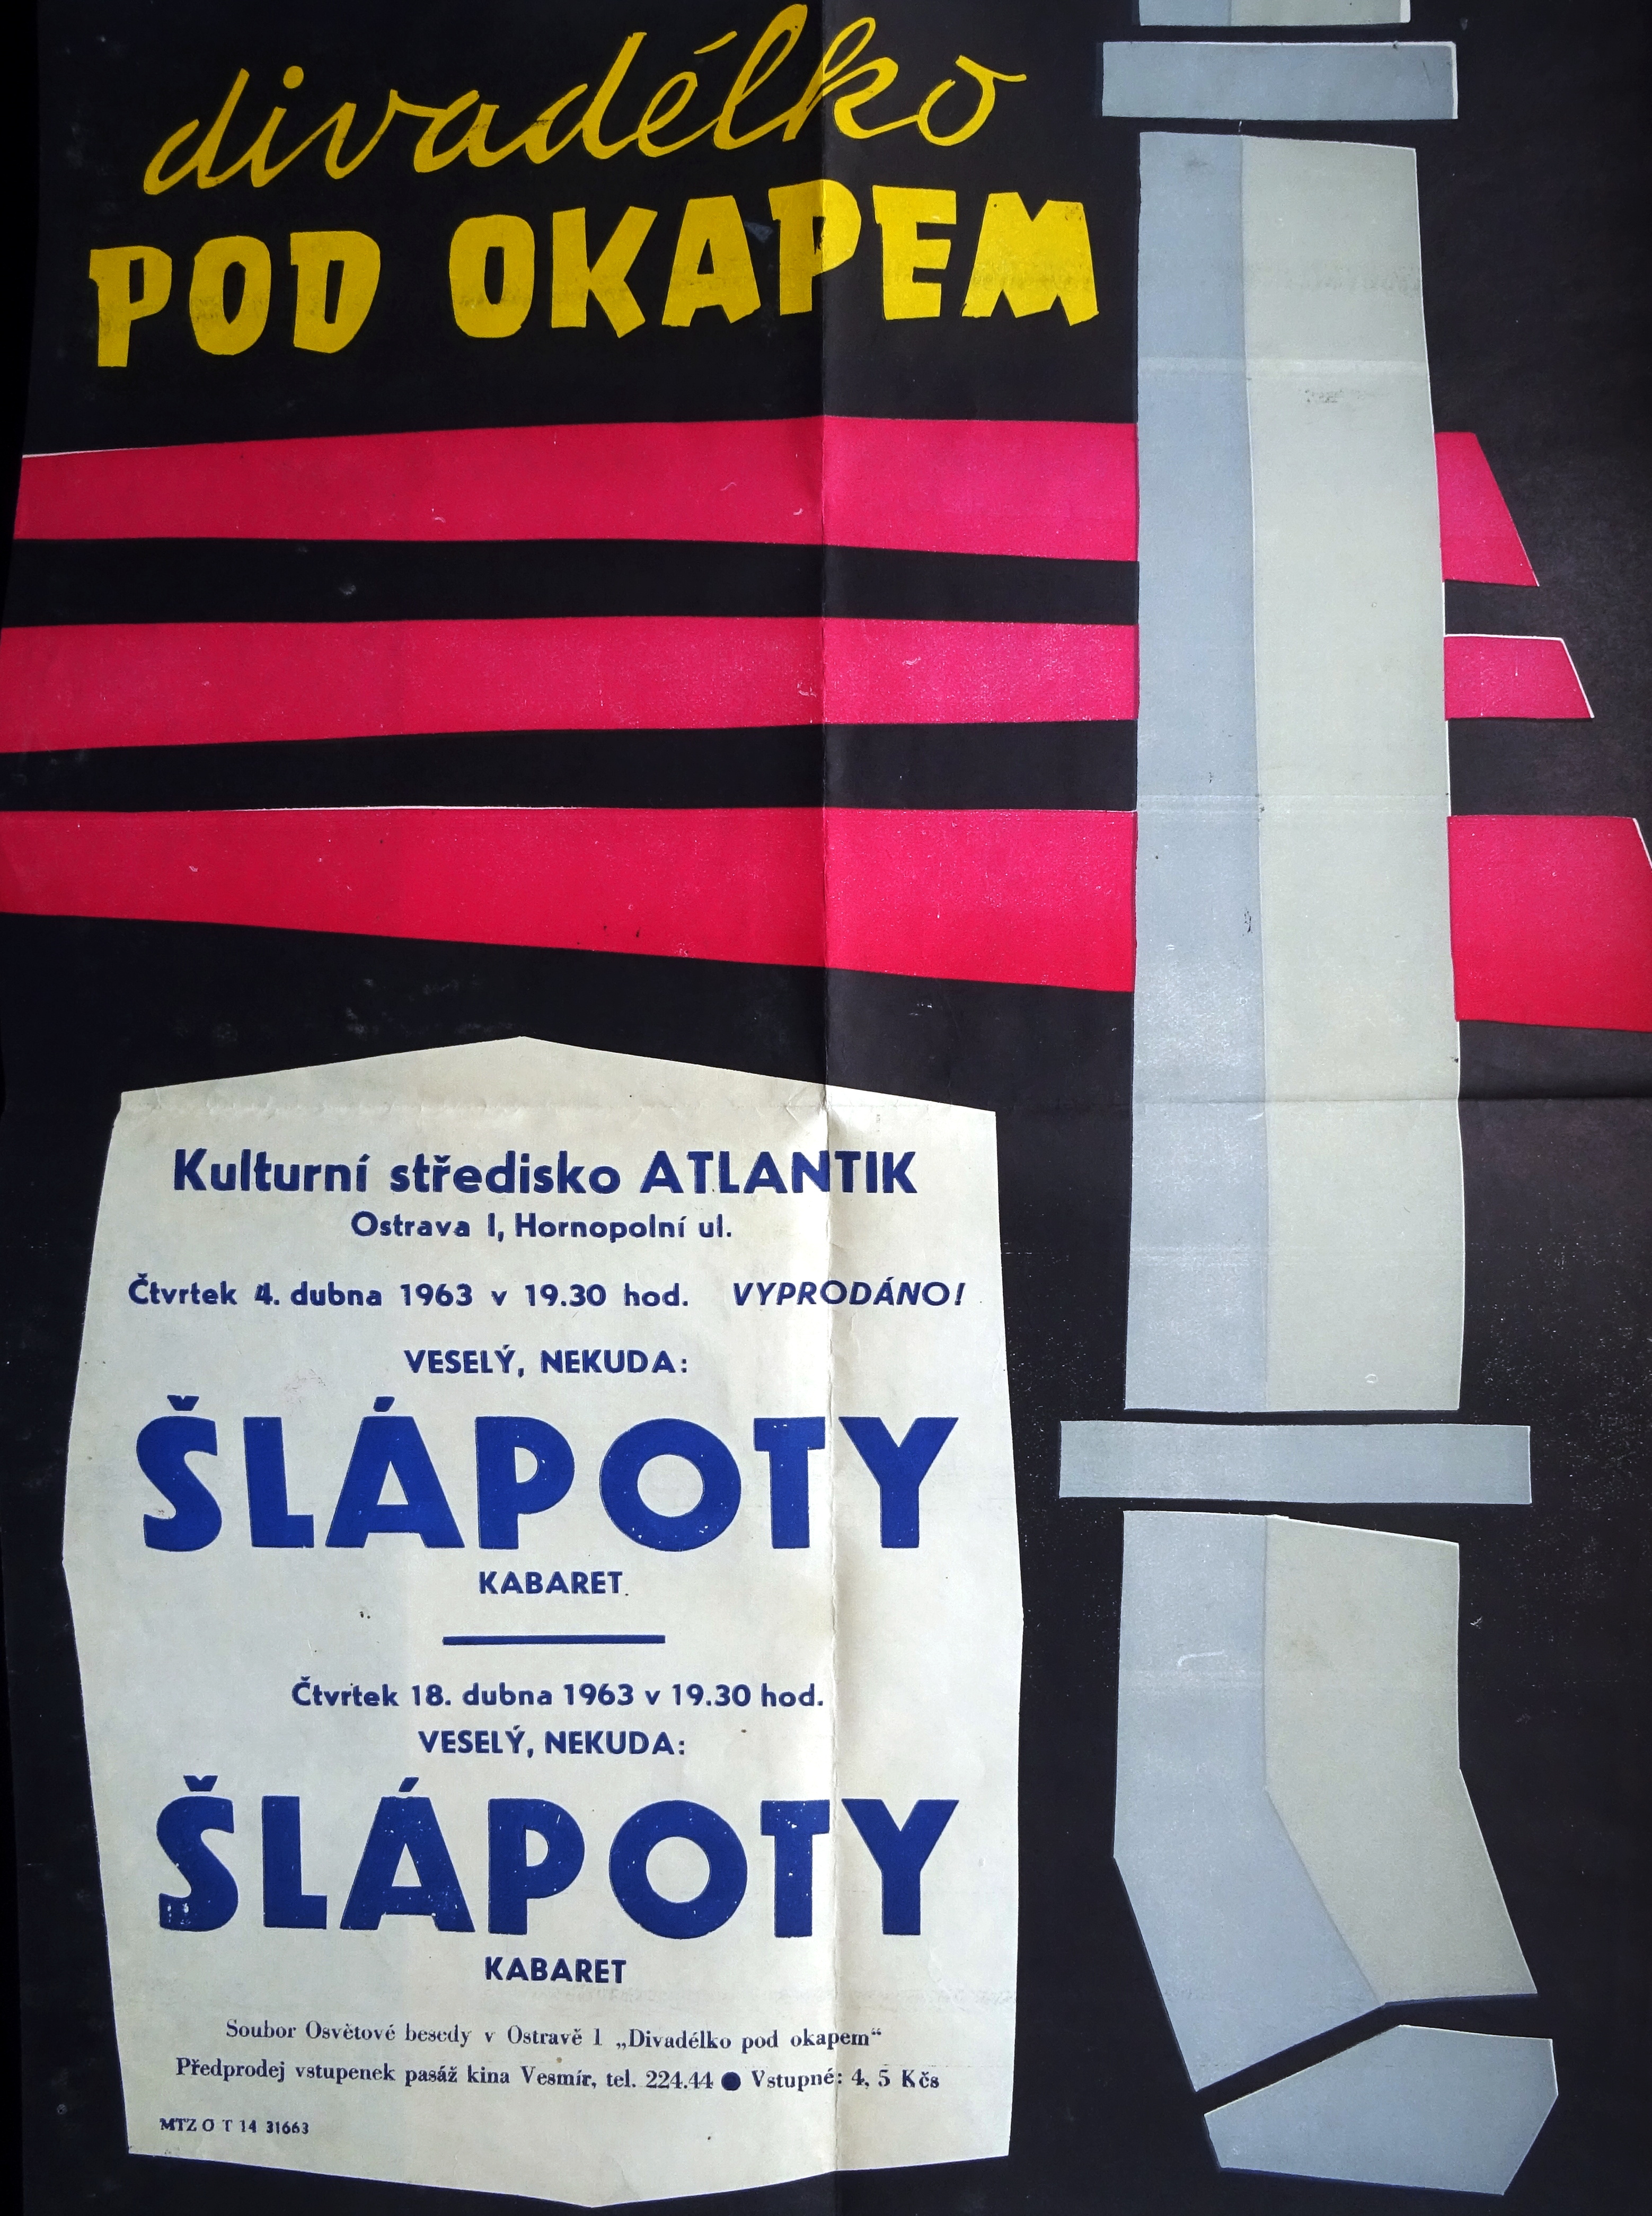 divadélko
POD OKAPEM
Kulturní středisko ATLANTIK
Ostrava I, Hornopolní ul.
Čtvrtek 4. dubna 1963 v 19.30 hod. VYPRODÁNO!
VESELÝ, NEKUDA:
ŠLÁPOTY
KABARET
Čtvrtek 18. dubna 1963 v 19.30 hod.
VESELÝ, NEKUDA:
ŠLÁPOTY
KABARET
Soubor Osvětové besedy v Ostravě 1 „Divadélko pod okapem“
Předprodej vstupenek pasáž kina Vesmír, tel. 224.44 ● Vstupné: 4, 5 Kčs
MTZ O T 14 31663